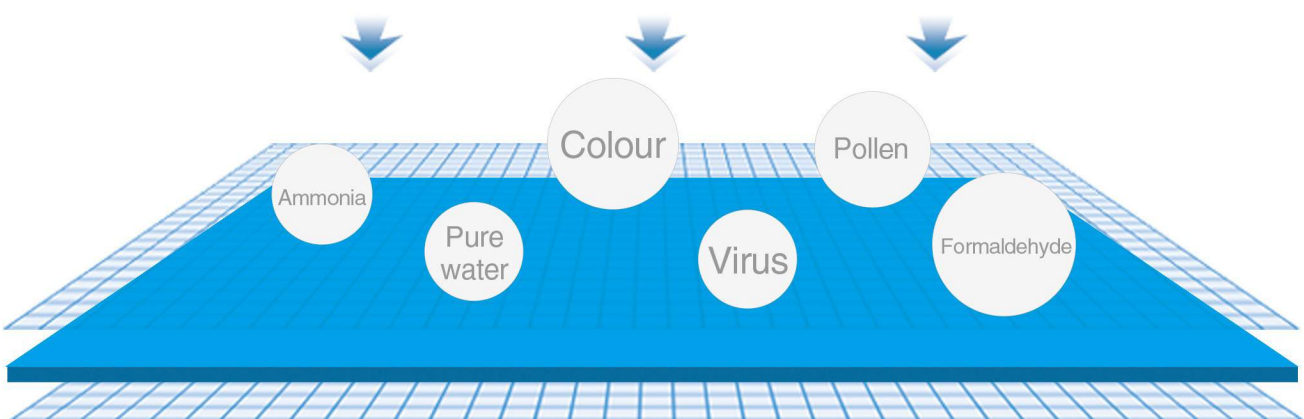 Colour
Pollen
Ammonia
Pure
water
Virus
Formaldehyde